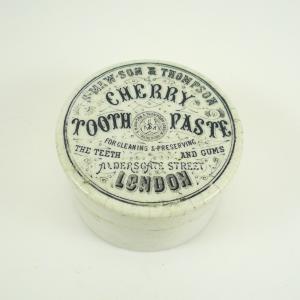 S. MAW-SON & THOMPSON
CHERRY
TOOTH PASTE
FOR CLEANING & PRESERVING
THE TEETH AND GUMS
ALDERSGATE STREET
LONDON